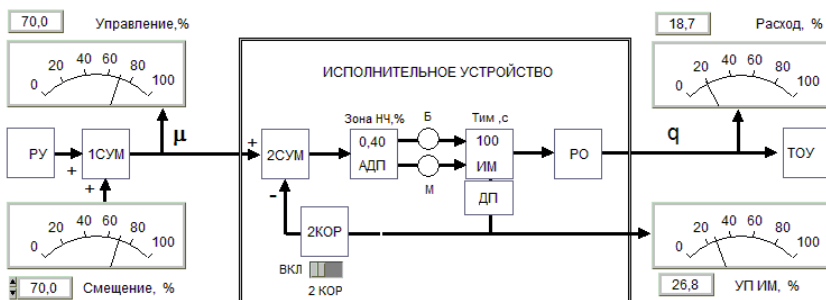 70,0 Управление,%
18,7 Расход, %
0 20 40 60 80 100
ИСПОЛНИТЕЛЬНОЕ УСТРОЙСТВО
0 20 40 60 80 100
Зона НЧ,% Б Тим ,с
РУ + 1СУМ + μ + 2СУМ - 0,40 АДП М 100 ИМ РО q ТОУ
ДП
0 20 40 60 80 100
2КОР
0 20 40 60 80 100
ВКЛ
2 КОР
70,0 Смещение, %
26,8 УП ИМ, %